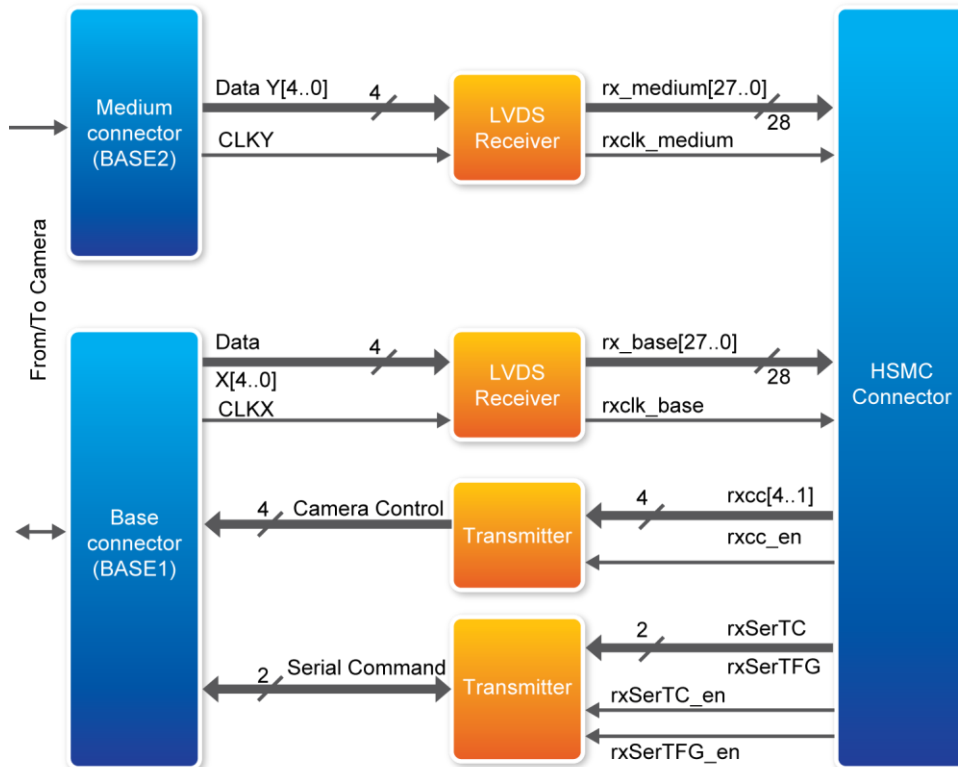 From/To Camera
Medium
connector
(BASE2)
Data Y[4..0]
4
CLKY
LVDS
Receiver
rx_medium[27..0]
28
rxclk_medium
HSMC
Connector
Base
connector
(BASE1)
Data
4
X[4..0]
CLKX
LVDS
Receiver
rx_base[27..0]
28
rxclk_base
4
Camera Control
Transmitter
4
rxcc[4..1]
rxcc_en
2
Serial Command
Transmitter
2
rxSerTC
rxSerTFG
rxSerTC_en
rxSerTFG_en